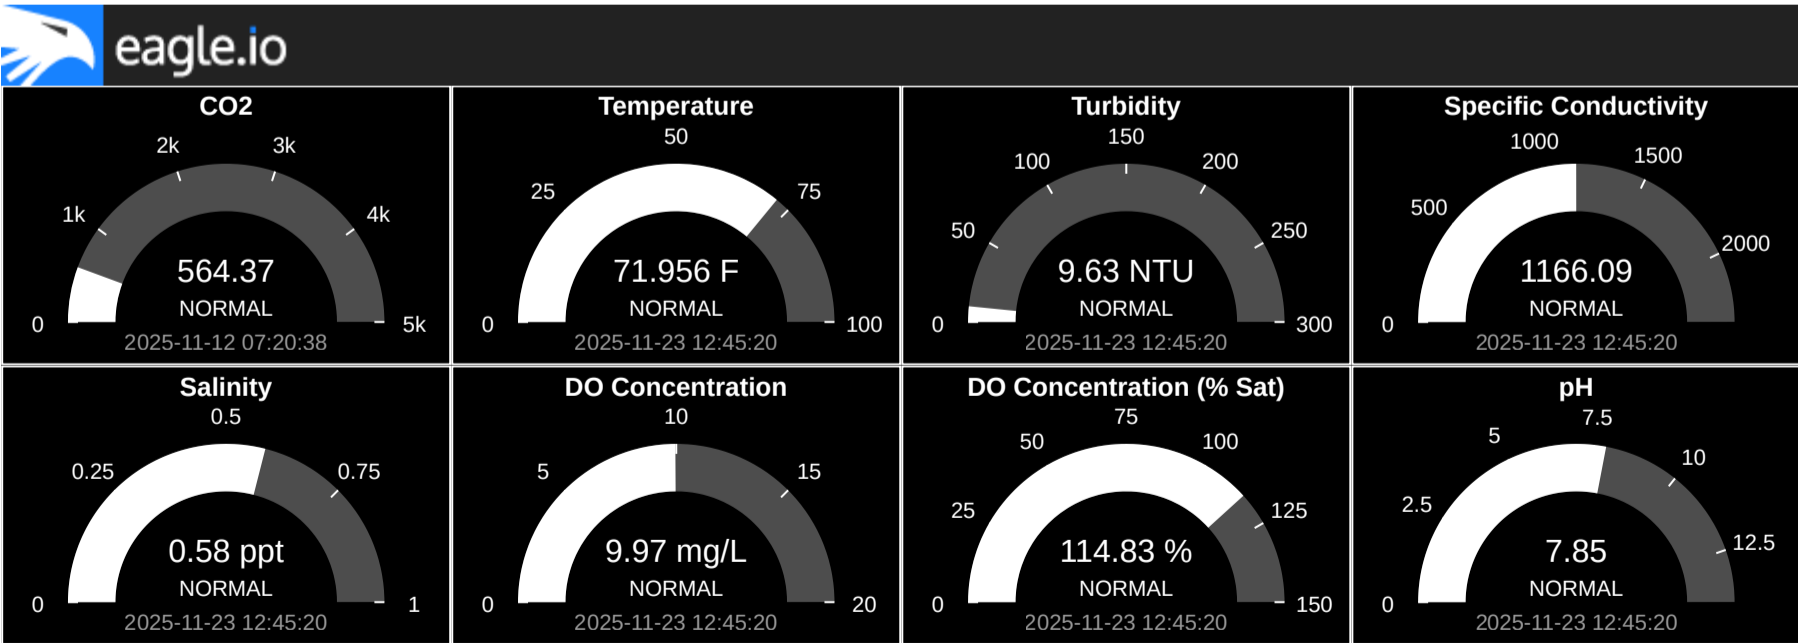 eagle.io
CO2
0
1k
2k
3k
4k
5k
564.37
NORMAL
2025-11-12 07:20:38
Temperature
0
25
50
75
100
71.956 F
NORMAL
2025-11-23 12:45:20
Turbidity
0
50
100
150
200
250
300
9.63 NTU
NORMAL
2025-11-23 12:45:20
Specific Conductivity
0
500
1000
1500
2000
1166.09
NORMAL
2025-11-23 12:45:20
Salinity
0
0.25
0.5
0.75
1
0.58 ppt
NORMAL
2025-11-23 12:45:20
DO Concentration
0
5
10
15
20
9.97 mg/L
NORMAL
2025-11-23 12:45:20
DO Concentration (% Sat)
0
25
50
75
100
125
150
114.83 %
NORMAL
2025-11-23 12:45:20
pH
0
2.5
5
7.5
10
12.5
7.85
NORMAL
2025-11-23 12:45:20